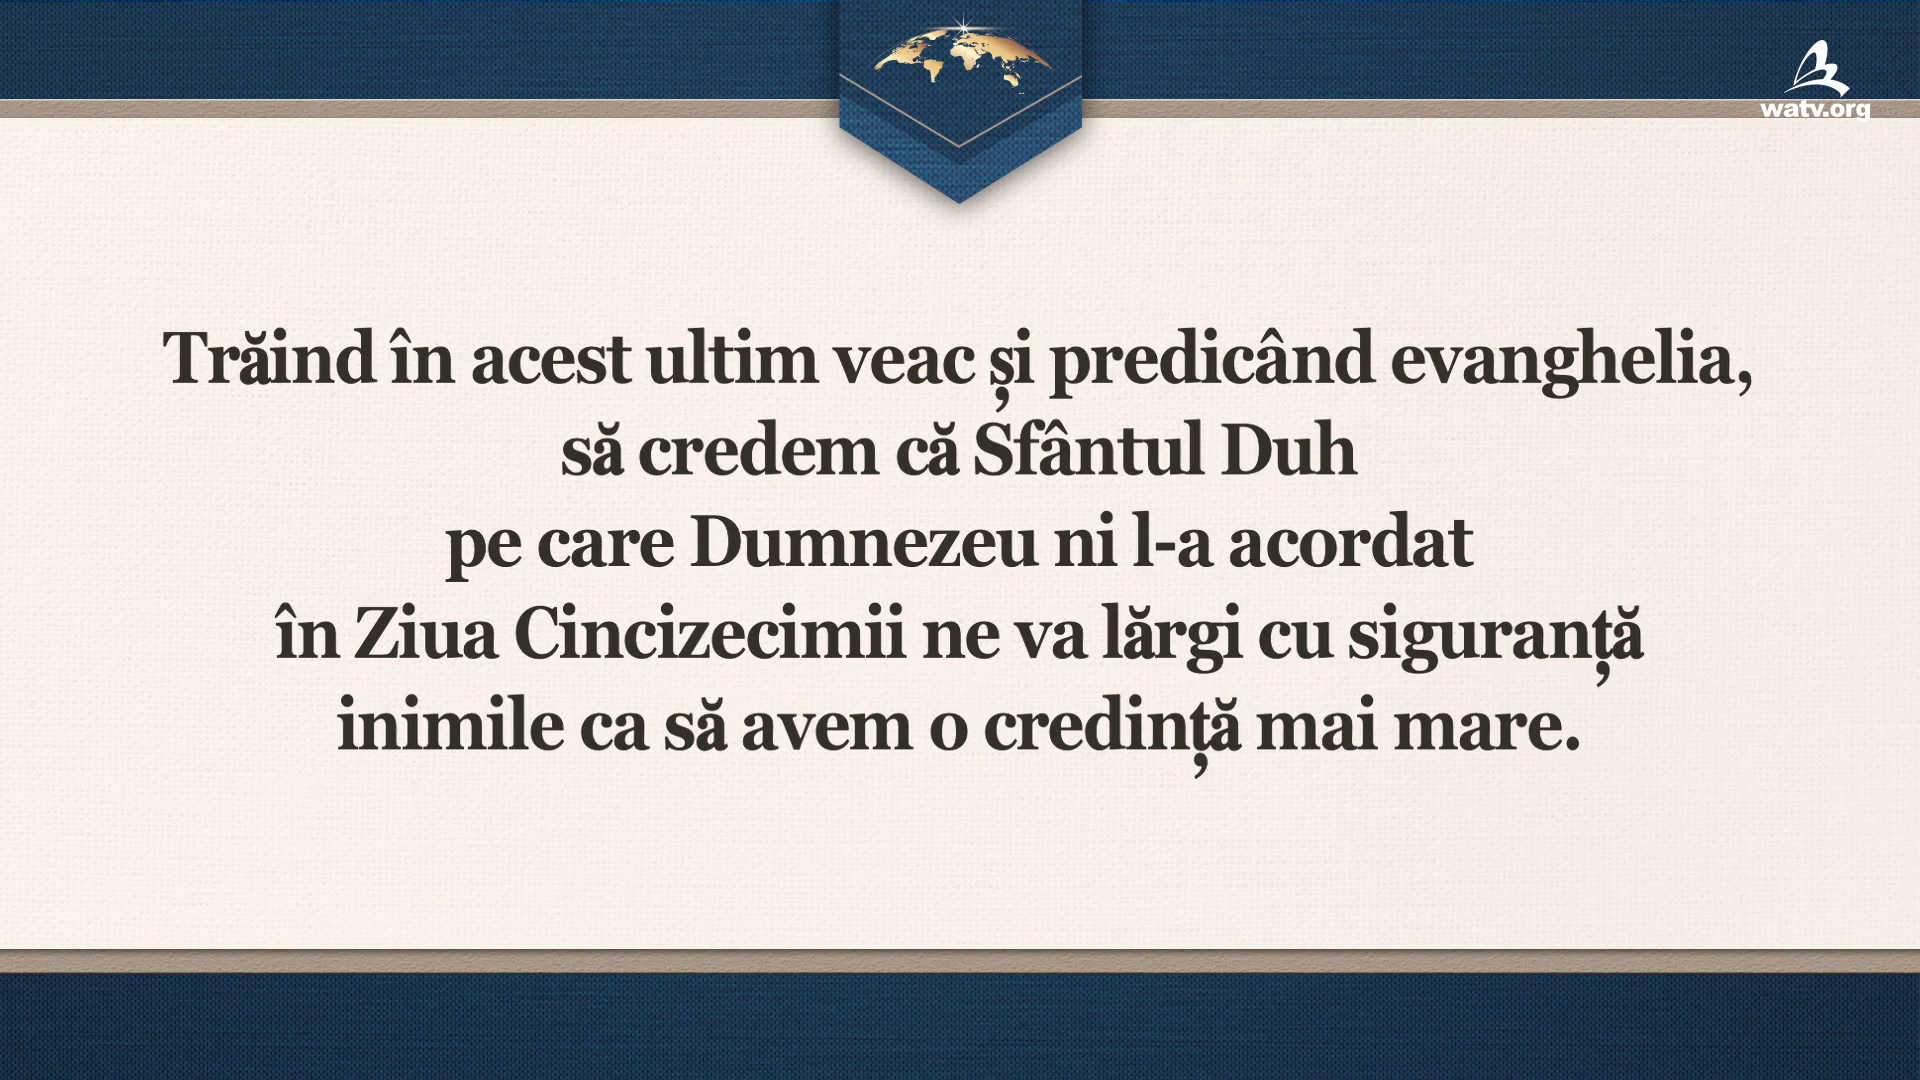 watv.org
Trăind în acest ultim veac și predicând evanghelia,
să credem că Sfântul Duh
pe care Dumnezeu ni l-a acordat
în Ziua Cincizecimii ne va lărgi cu siguranță
inimile ca să avem o credință mai mare.